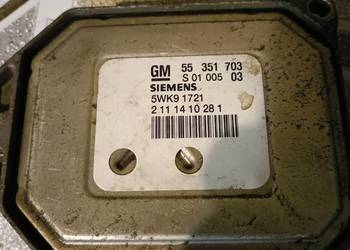 GM 55 351 703
S 01 005 03
SIEMENS
5WK9 1721
2 11 14 10 28 1